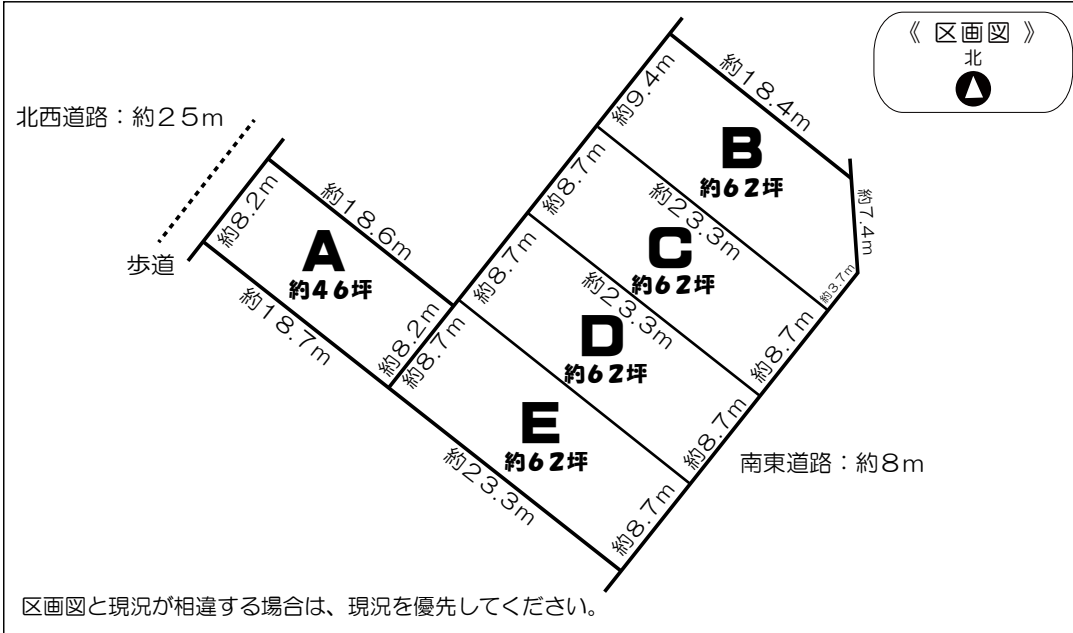 《 区画図 》
北
北西道路：約25m
歩道
約8.2m
約18.6m
A
約46坪
約18.7m
約8.2m
約9.4m
約18.4m
B
約62坪
約7.4m
約3.7m
約8.7m
約23.3m
C
約62坪
約8.7m
約8.7m
約23.3m
D
約62坪
約8.7m
約8.7m
E
約62坪
約23.3m
約8.7m
南東道路：約8m
区画図と現況が相違する場合は、現況を優先してください。